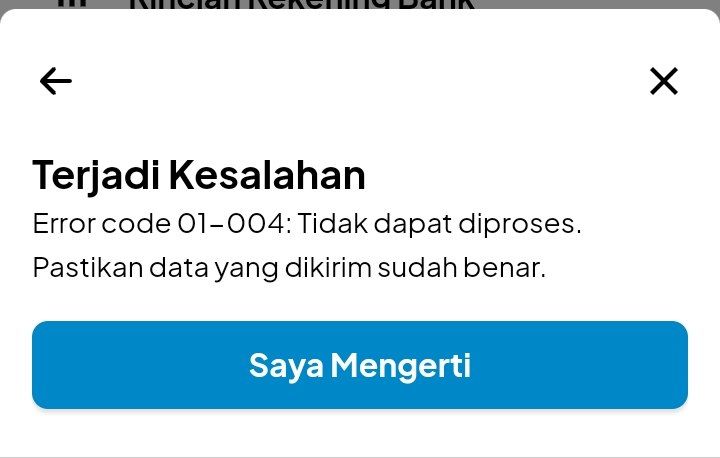 Rincian Rekening Bank
Terjadi Kesalahan
Error code 01-004: Tidak dapat diproses.
Pastikan data yang dikirim sudah benar.
Saya Mengerti